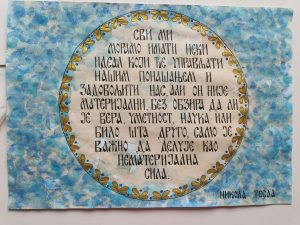 СВИ МИ
МОРАМО ИМАТИ НЕКИ
ИДЕАЛ КОЈИ ЋЕ УПРАВЉАТИ
НАШИМ ПОНАШАЊЕМ И
ЗАДОВОЉИТИ НАС, АЛИ ОН НИЈЕ
МАТЕРИЈАЛНИ, БЕЗ ОБЗИРА ДА ЛИ
ЈЕ ВЕРА, УМЕТНОСТ, НАУКА ИЛИ
БИЛО ШТА ДРУГО, САМО ЈЕ
ВАЖНО ДА ДЕЛУЈЕ КАО
НЕМАТЕРИЈАЛНА
СИЛА.
НИКОЛА ТЕСЛА